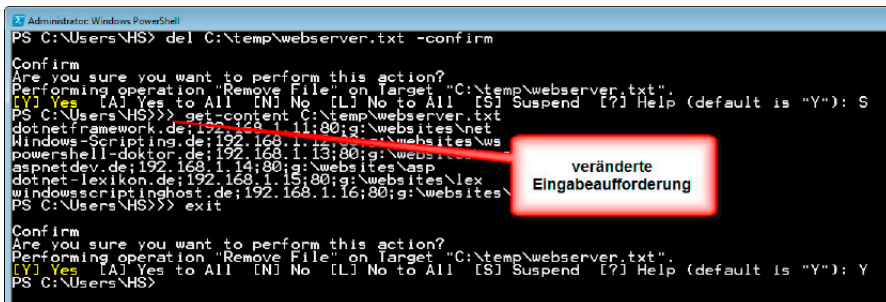 Administrator: Windows PowerShell
PS C:\Users\HS> del C:\temp\webserver.txt -confirm
Confirm
Are you sure you want to perform this action?
Performing operation "Remove File" on Target "C:\temp\webserver.txt".
[Y] Yes  [A] Yes to All  [N] No  [L] No to All  [S] Suspend  [?] Help (default is "Y"): S
PS C:\Users\HS>>> get-content C:\temp\webserver.txt
dotnetframework.de;192.168.1.11;80;g:\websites\net
Windows-Scripting.de;192.168.1.12;80;g:\websites\ws
powershell-doktor.de;192.168.1.13;80;g:\websites
aspnetdev.de;192.168.1.14;80;g:\websites\asp
dotnet-lexikon.de;192.168.1.15;80;g:\websites\lex
windowsscriptinghost.de;192.168.1.16;80;g:\websites\
PS C:\Users\HS>>> exit
veränderte
Eingabeaufforderung
Confirm
Are you sure you want to perform this action?
Performing operation "Remove File" on Target "C:\temp\webserver.txt".
[Y] Yes  [A] Yes to All  [N] No  [L] No to All  [S] Suspend  [?] Help (default is "Y"): Y
PS C:\Users\HS>